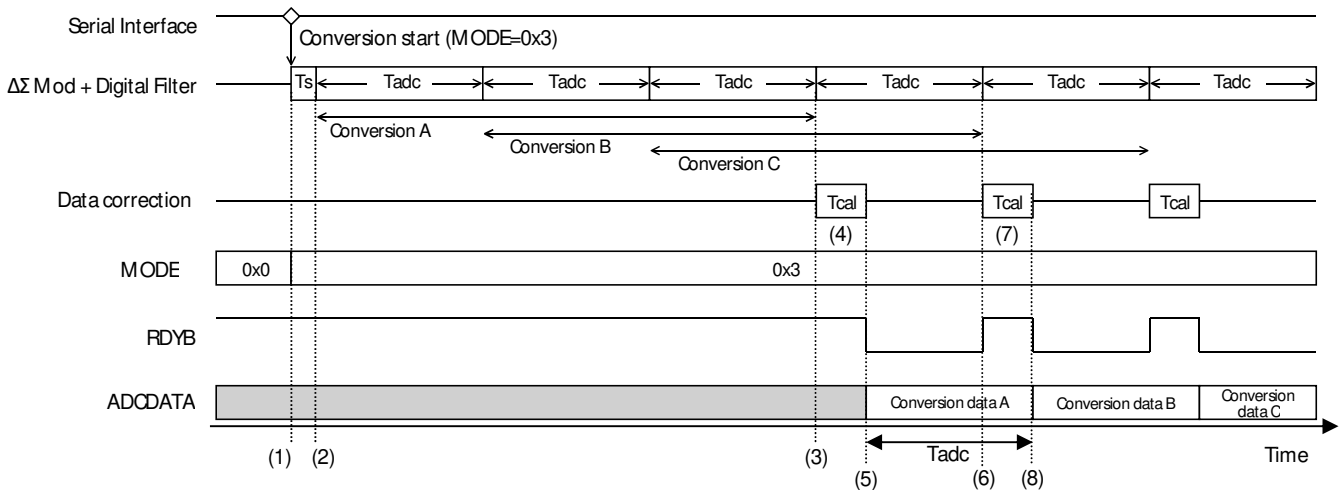 Serial Interface
Conversion start (MODE=0x3)
ΔΣ Mod + Digital Filter
Ts Tadc Tadc Tadc Tadc Tadc Tadc
Conversion A
Conversion B
Conversion C
Data correction
Tcal Tcal Tcal
(4) (7)
MODE
0x0 0x3
RDYB
ADCDATA
Conversion data A Conversion data B Conversion
data C
(1) (2) (3) Tadc Time
(5) (6) (8)